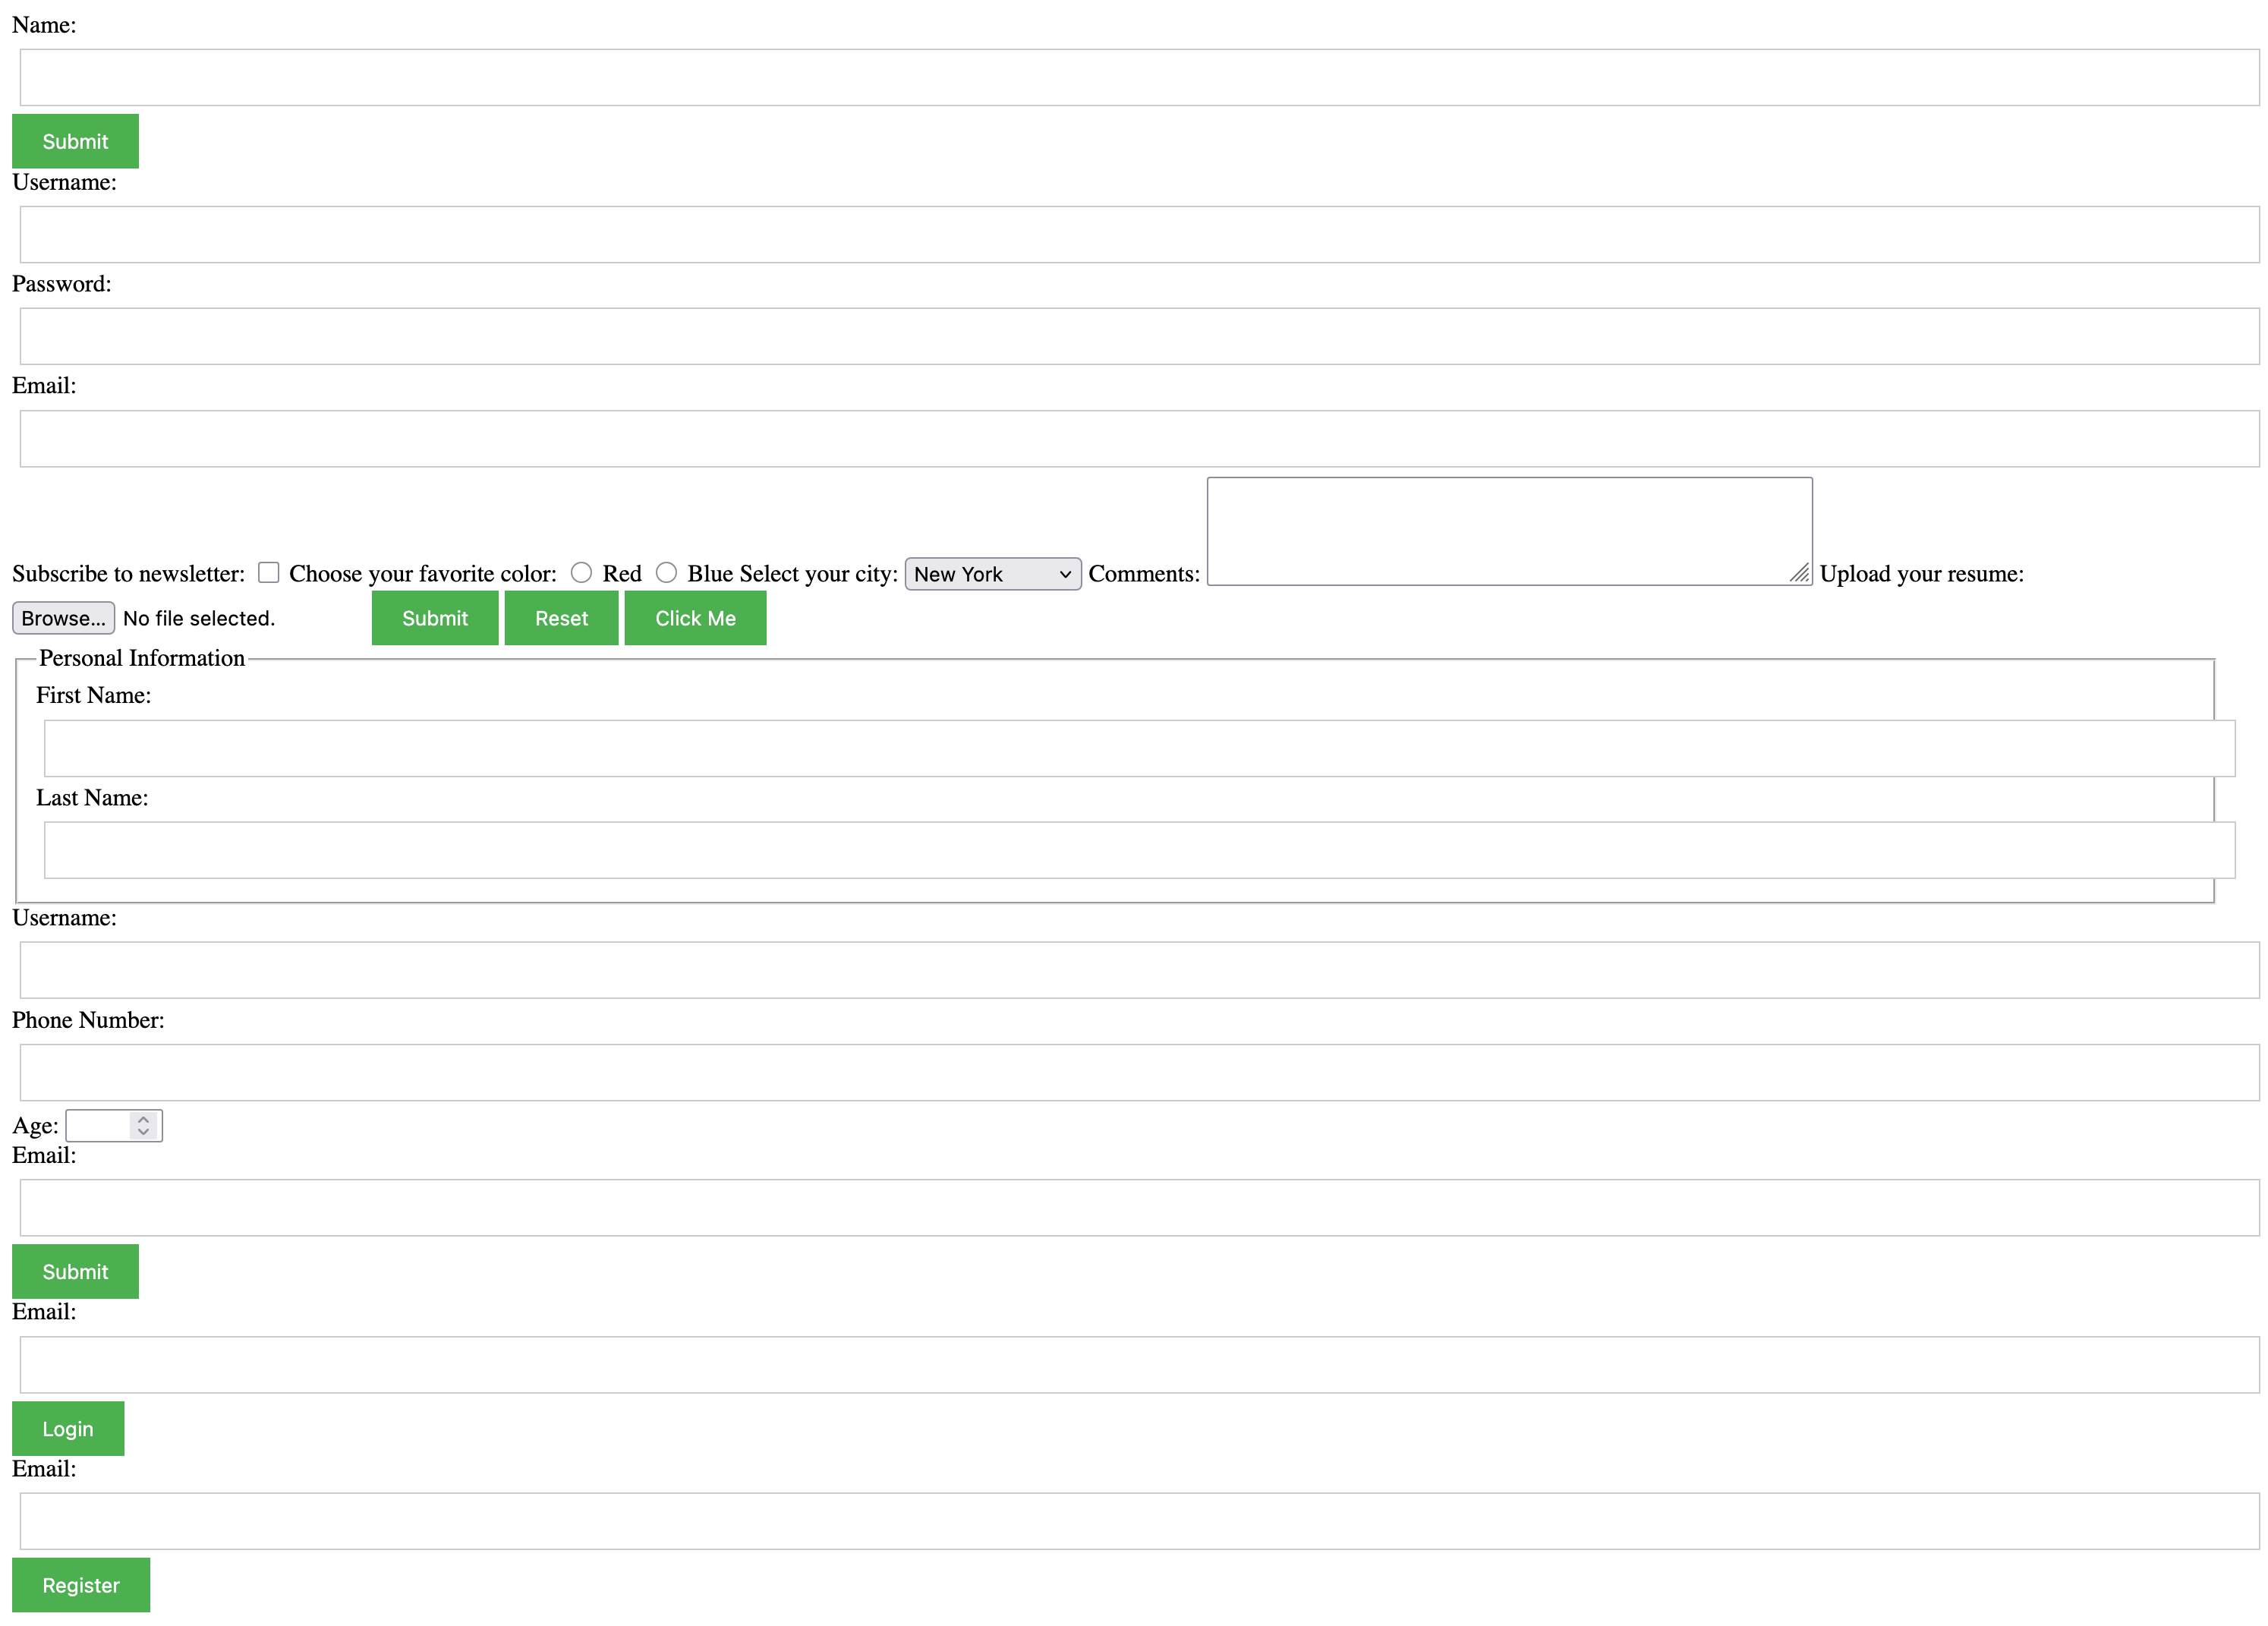 Name:
Submit
Username:
Password:
Email:
Subscribe to newsletter: Choose your favorite color: Red Blue Select your city: New York Comments: Upload your resume:
Browse... No file selected. Submit Reset Click Me
Personal Information
First Name:
Last Name:
Username:
Phone Number:
Age:
Email:
Submit
Email:
Login
Email:
Register